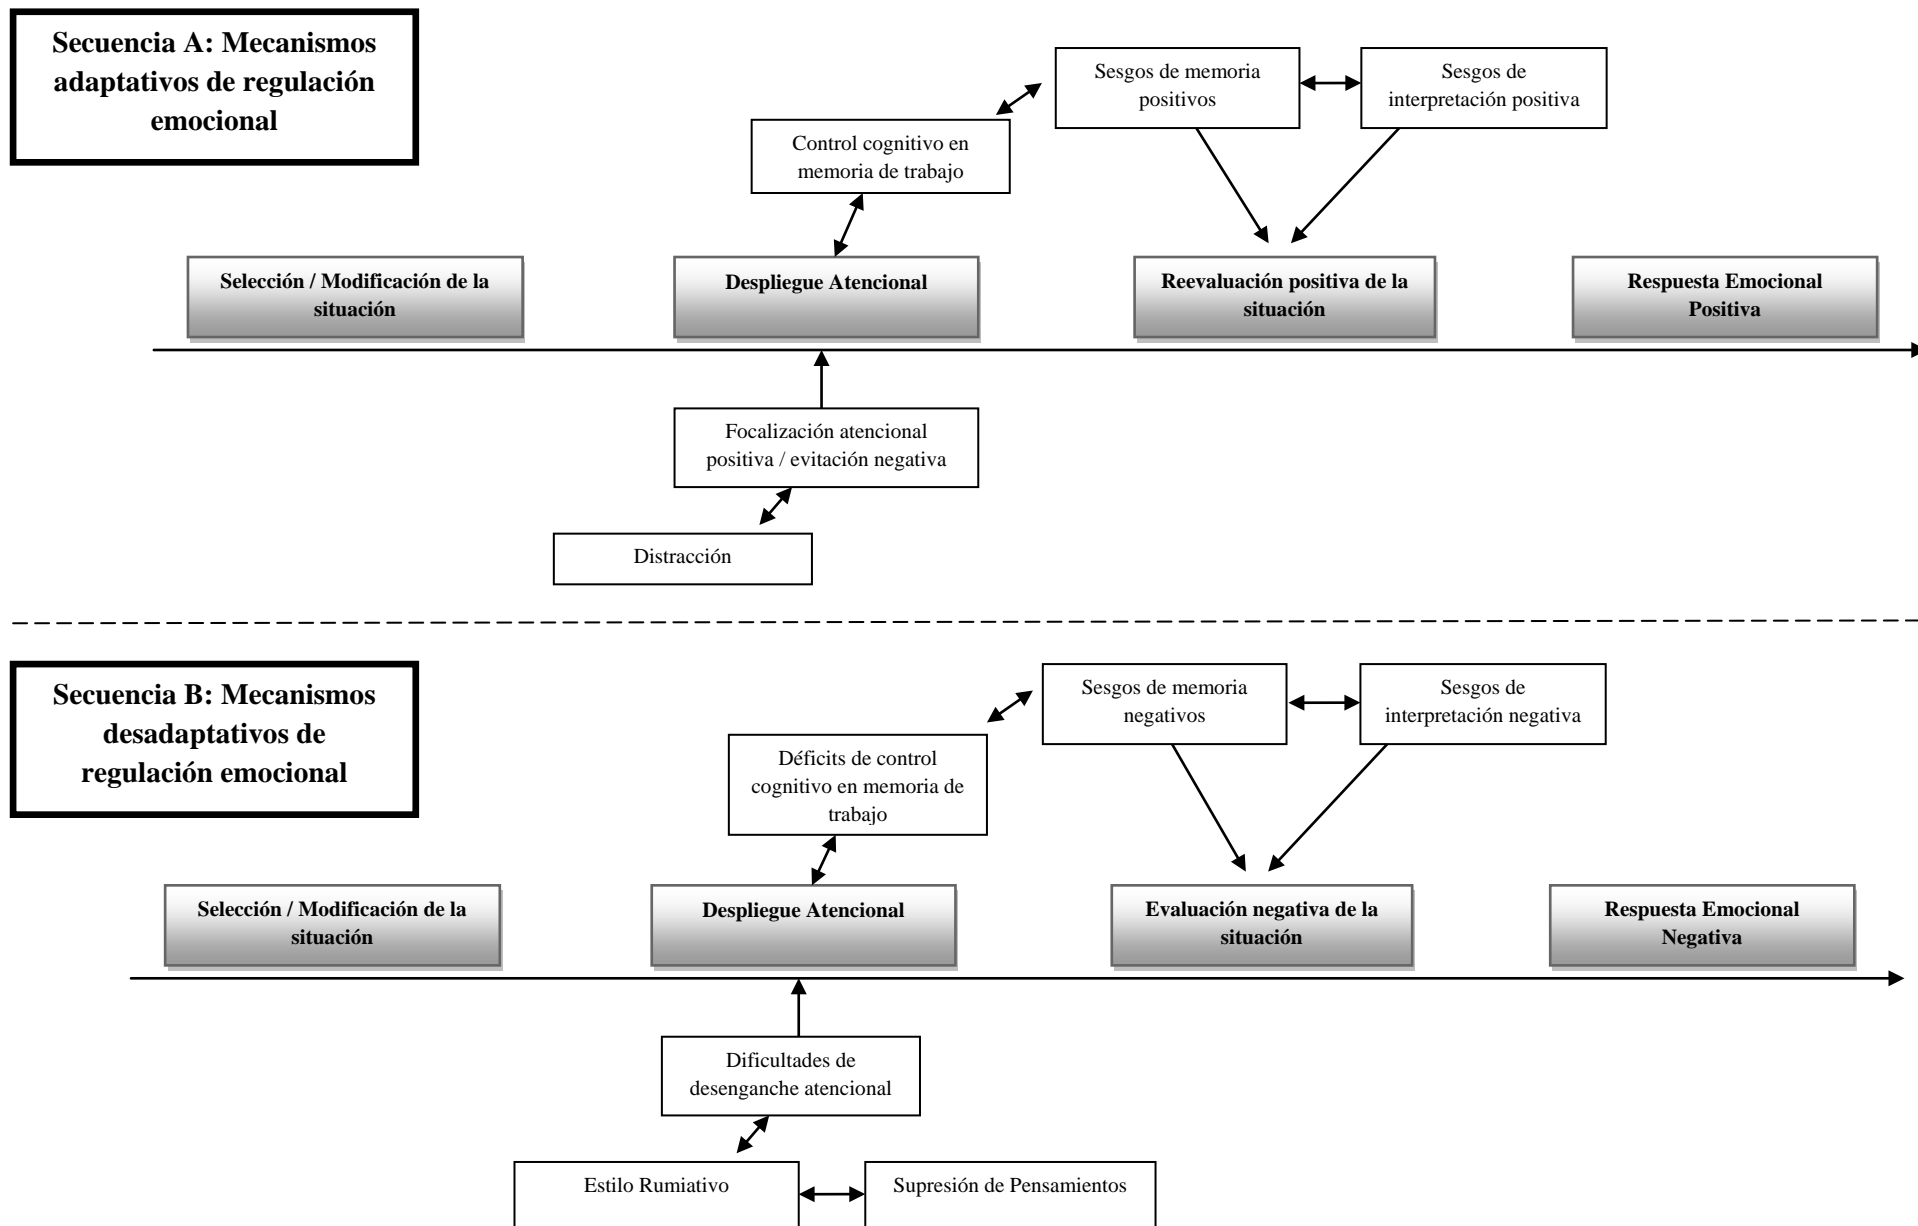 Secuencia A: Mecanismos
adaptativos de regulación
emocional
Sesgos de memoria
positivos
Sesgos de
interpretación positiva
Control cognitivo en
memoria de trabajo
Selección / Modificación de la
situación
Despliegue Atencional
Reevaluación positiva de la
situación
Respuesta Emocional
Positiva
Focalización atencional
positiva / evitación negativa
Distracción
Secuencia B: Mecanismos
desadaptativos de
regulación emocional
Sesgos de memoria
negativos
Sesgos de
interpretación negativa
Déficits de control
cognitivo en memoria de
trabajo
Selección / Modificación de la
situación
Despliegue Atencional
Evaluación negativa de la
situación
Respuesta Emocional
Negativa
Dificultades de
desenganche atencional
Estilo Rumiativo
Supresión de Pensamientos